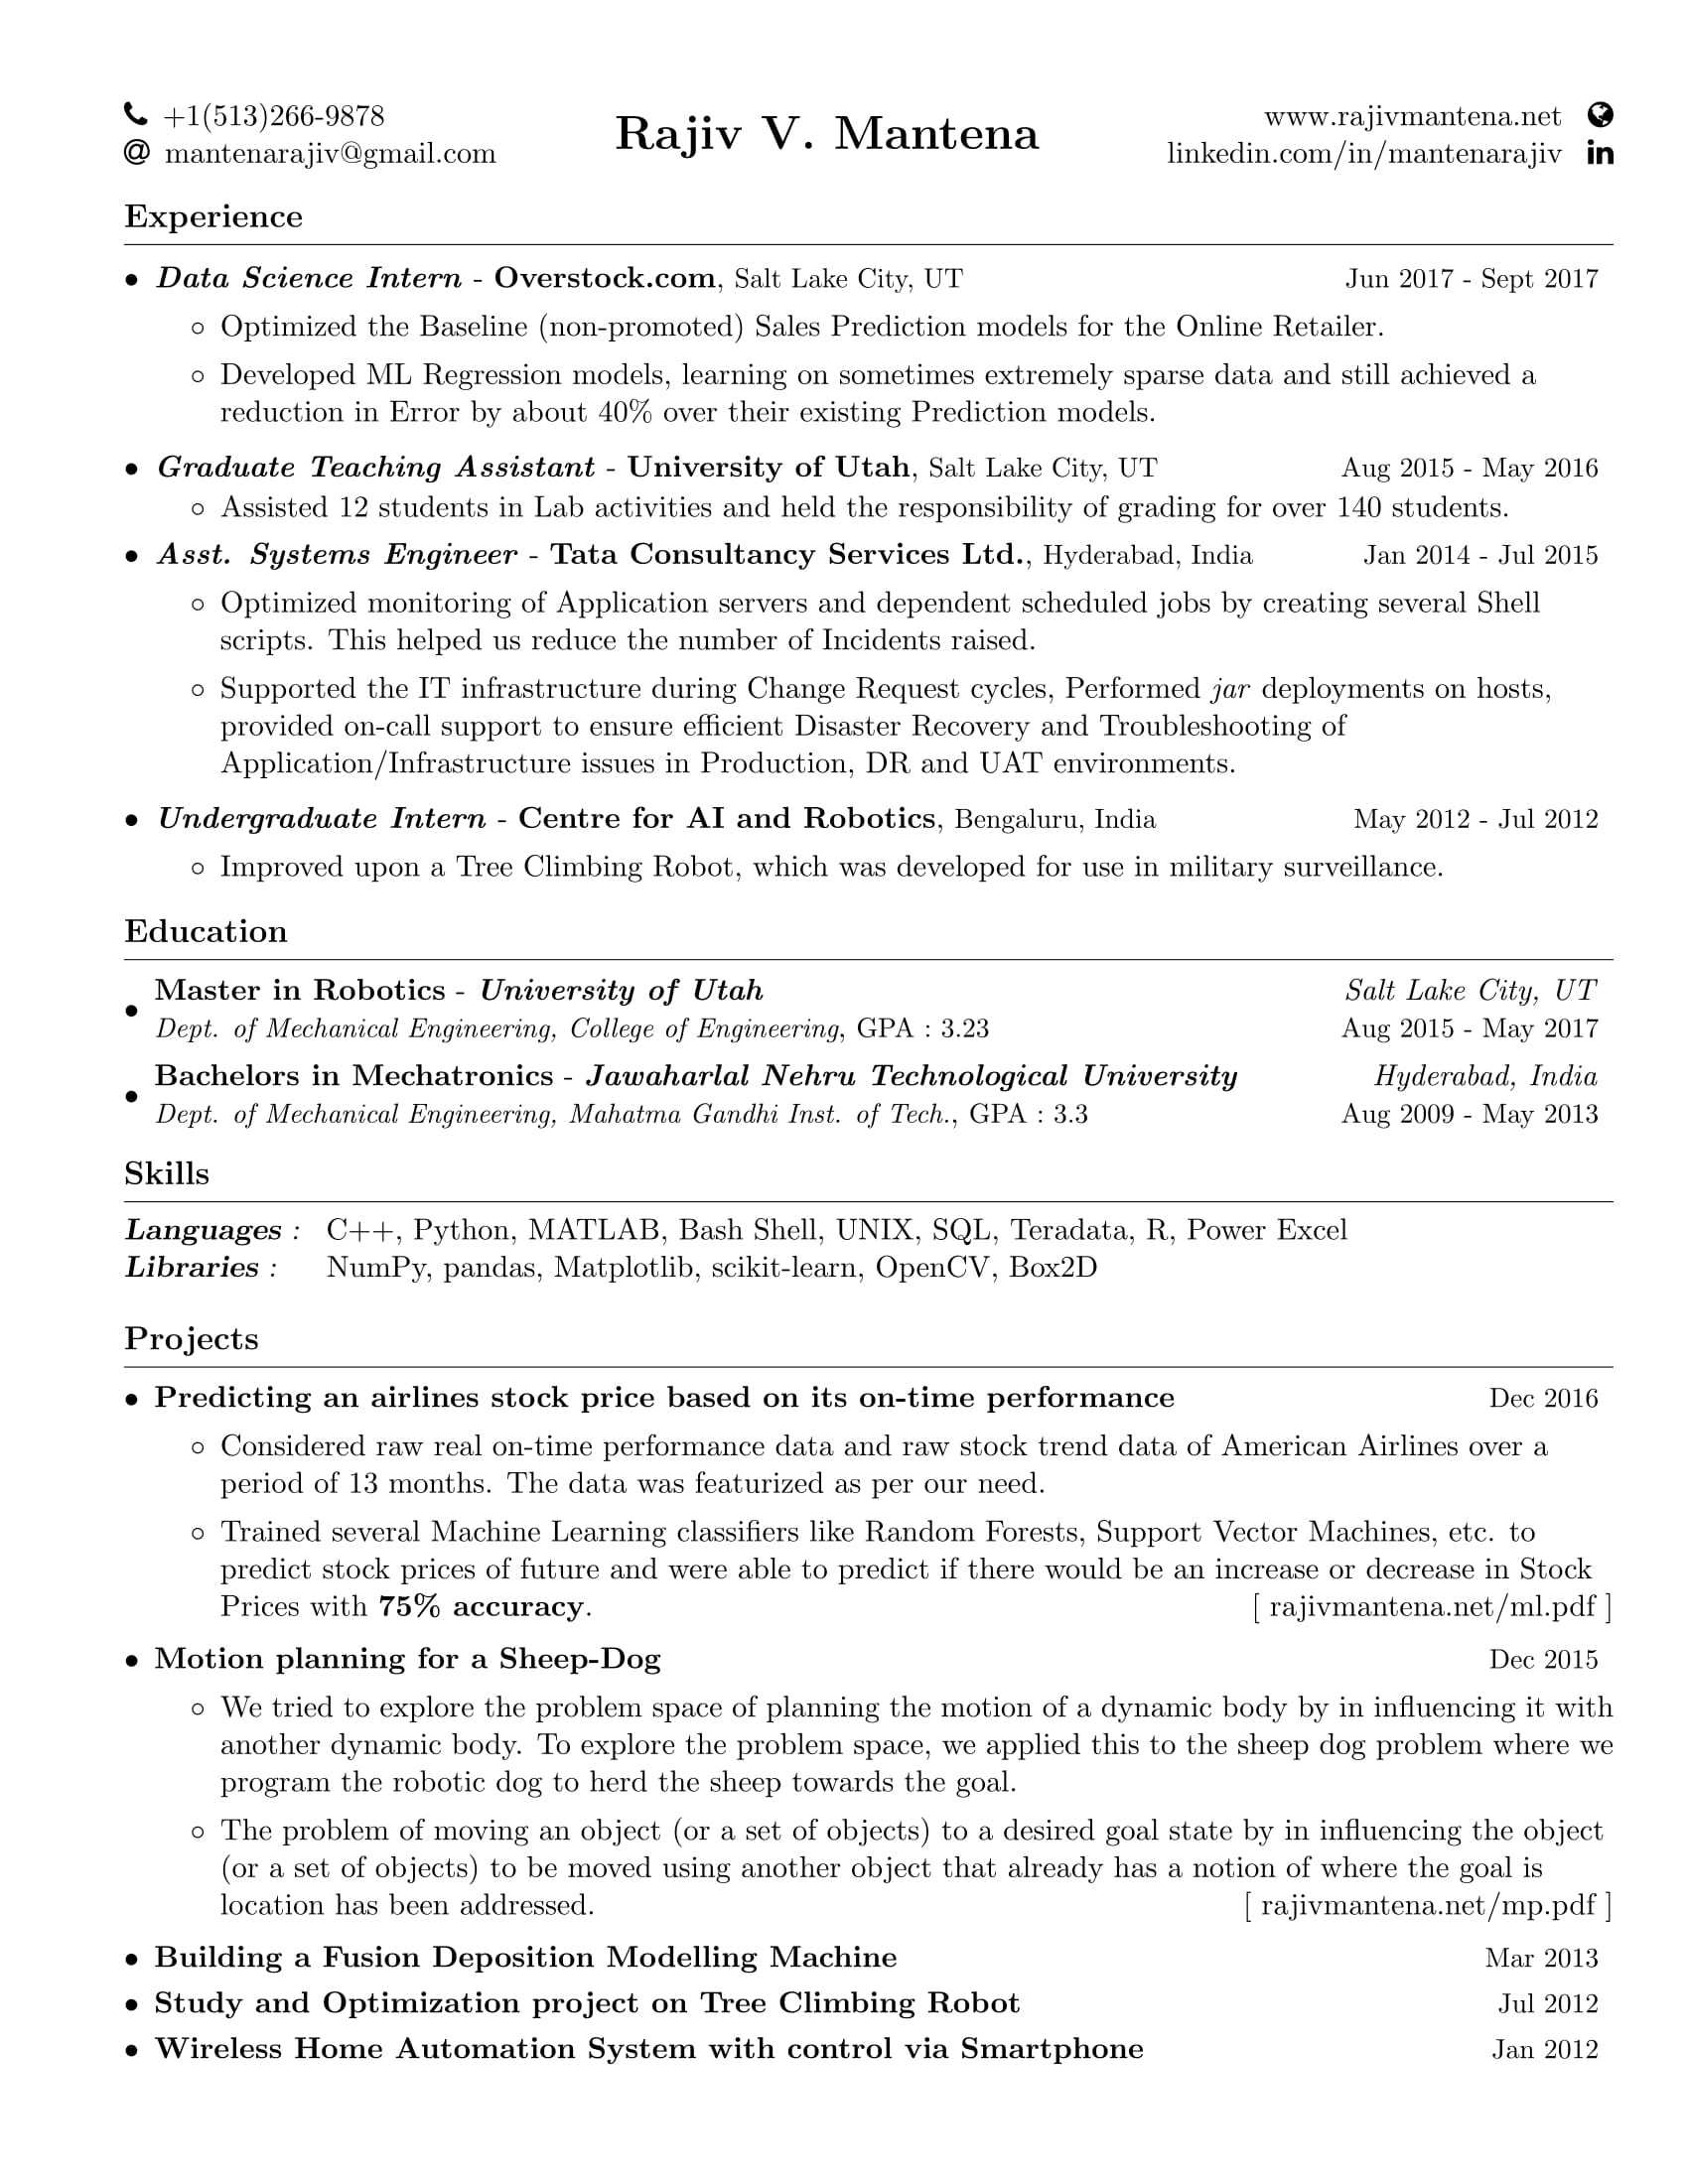 +1(513)266-9878
mantenarajiv@gmail.com
Rajiv V. Mantena
www.rajivmantena.net
linkedin.com/in/mantenarajiv
Experience
• Data Science Intern - Overstock.com, Salt Lake City, UT Jun 2017 - Sept 2017
◦ Optimized the Baseline (non-promoted) Sales Prediction models for the Online Retailer.
◦ Developed ML Regression models, learning on sometimes extremely sparse data and still achieved a
reduction in Error by about 40% over their existing Prediction models.
• Graduate Teaching Assistant - University of Utah, Salt Lake City, UT Aug 2015 - May 2016
◦ Assisted 12 students in Lab activities and held the responsibility of grading for over 140 students.
• Asst. Systems Engineer - Tata Consultancy Services Ltd., Hyderabad, India Jan 2014 - Jul 2015
◦ Optimized monitoring of Application servers and dependent scheduled jobs by creating several Shell
scripts. This helped us reduce the number of Incidents raised.
◦ Supported the IT infrastructure during Change Request cycles, Performed jar deployments on hosts,
provided on-call support to ensure efficient Disaster Recovery and Troubleshooting of
Application/Infrastructure issues in Production, DR and UAT environments.
• Undergraduate Intern - Centre for AI and Robotics, Bengaluru, India May 2012 - Jul 2012
◦ Improved upon a Tree Climbing Robot, which was developed for use in military surveillance.
Education
• Master in Robotics - University of Utah Salt Lake City, UT
Dept. of Mechanical Engineering, College of Engineering, GPA : 3.23 Aug 2015 - May 2017
• Bachelors in Mechatronics - Jawaharlal Nehru Technological University Hyderabad, India
Dept. of Mechanical Engineering, Mahatma Gandhi Inst. of Tech., GPA : 3.3 Aug 2009 - May 2013
Skills
Languages : C++, Python, MATLAB, Bash Shell, UNIX, SQL, Teradata, R, Power Excel
Libraries : NumPy, pandas, Matplotlib, scikit-learn, OpenCV, Box2D
Projects
• Predicting an airlines stock price based on its on-time performance Dec 2016
◦ Considered raw real on-time performance data and raw stock trend data of American Airlines over a
period of 13 months. The data was featurized as per our need.
◦ Trained several Machine Learning classifiers like Random Forests, Support Vector Machines, etc. to
predict stock prices of future and were able to predict if there would be an increase or decrease in Stock
Prices with 75% accuracy. [ rajivmantena.net/ml.pdf ]
• Motion planning for a Sheep-Dog Dec 2015
◦ We tried to explore the problem space of planning the motion of a dynamic body by in influencing it with
another dynamic body. To explore the problem space, we applied this to the sheep dog problem where we
program the robotic dog to herd the sheep towards the goal.
◦ The problem of moving an object (or a set of objects) to a desired goal state by in influencing the object
(or a set of objects) to be moved using another object that already has a notion of where the goal is
location has been addressed. [ rajivmantena.net/mp.pdf ]
• Building a Fusion Deposition Modelling Machine Mar 2013
• Study and Optimization project on Tree Climbing Robot Jul 2012
• Wireless Home Automation System with control via Smartphone Jan 2012